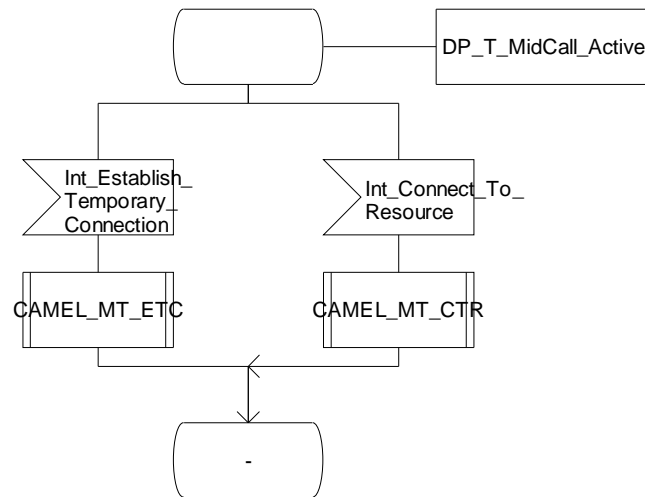 DP_T_MidCall_Active
Int_Establish_
Temporary_
Connection
Int_Connect_To_
Resource
CAMEL_MT_ETC
CAMEL_MT_CTR
-